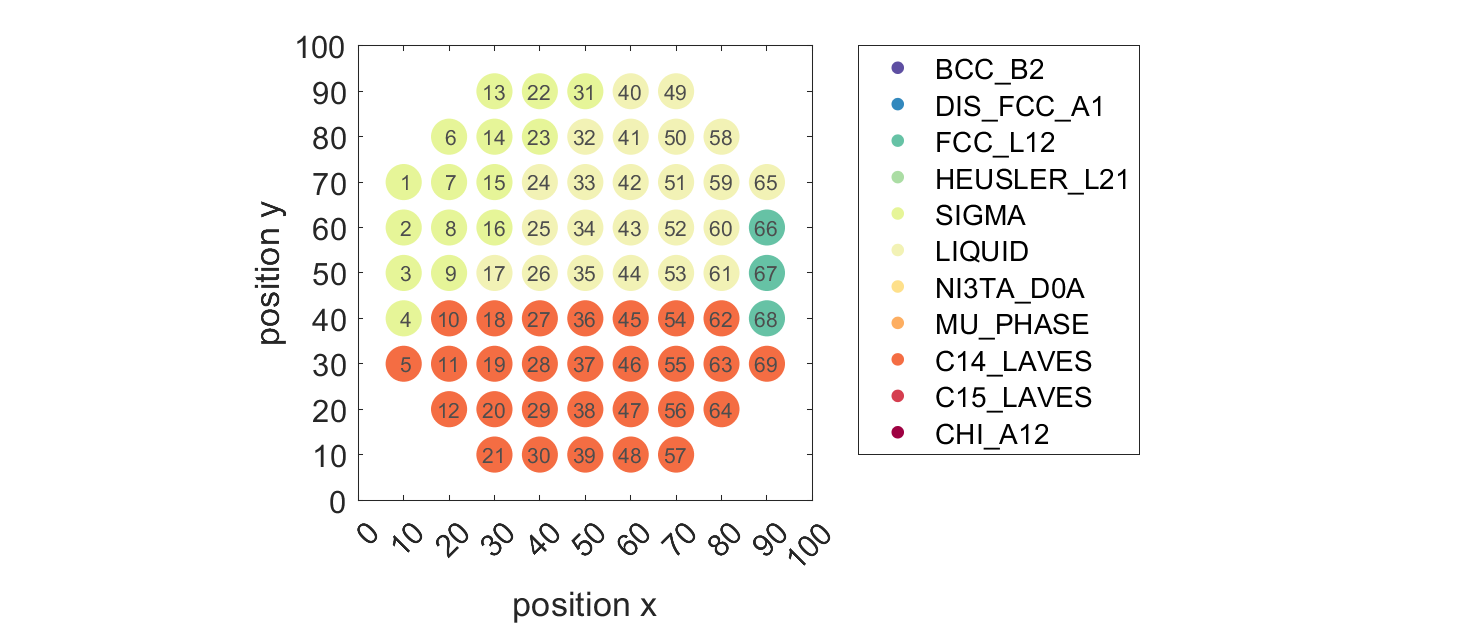 100
90
80
70
60
50
40
30
20
10
0
position y
13 22 31 40 49
6 14 23 32 41 50 58
1 7 15 24 33 42 51 59 65
2 8 16 25 34 43 52 60 66
3 9 17 26 35 44 53 61 67
4 10 18 27 36 45 54 62 68
5 11 19 28 37 46 55 63 69
12 20 29 38 47 56 64
21 30 39 48 57
0 10 20 30 40 50 60 70 80 90 100
position x
BCC_B2
DIS_FCC_A1
FCC_L12
HEUSLER_L21
SIGMA
LIQUID
NI3TA_D0A
MU_PHASE
C14_LAVES
C15_LAVES
CHI_A12